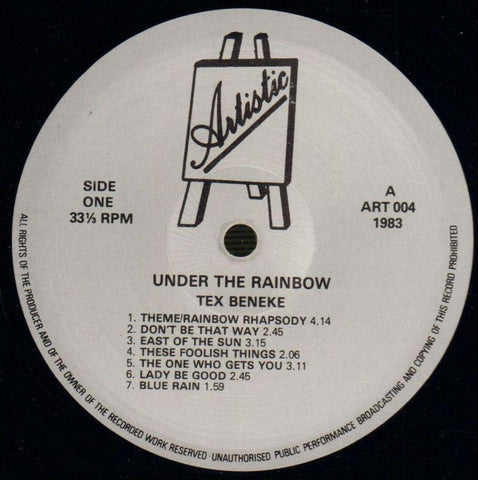 Artistic
SIDE
ONE
33⅓ RPM
A
ART 004
1983
UNDER THE RAINBOW
TEX BENEKE
1. THEME/RAINBOW RHAPSODY 4.14
2. DON'T BE THAT WAY 2.45
3. EAST OF THE SUN 3.15
4. THESE FOOLISH THINGS 2.06
5. THE ONE WHO GETS YOU 3.11
6. LADY BE GOOD 2.45
7. BLUE RAIN 1.59
ALL RIGHTS OF THE PRODUCER AND OF THE OWNER OF THE RECORDED WORK RESERVED UNAUTHORISED PUBLIC PERFORMANCE BROADCASTING AND COPYING OF THIS RECORD PROHIBITED